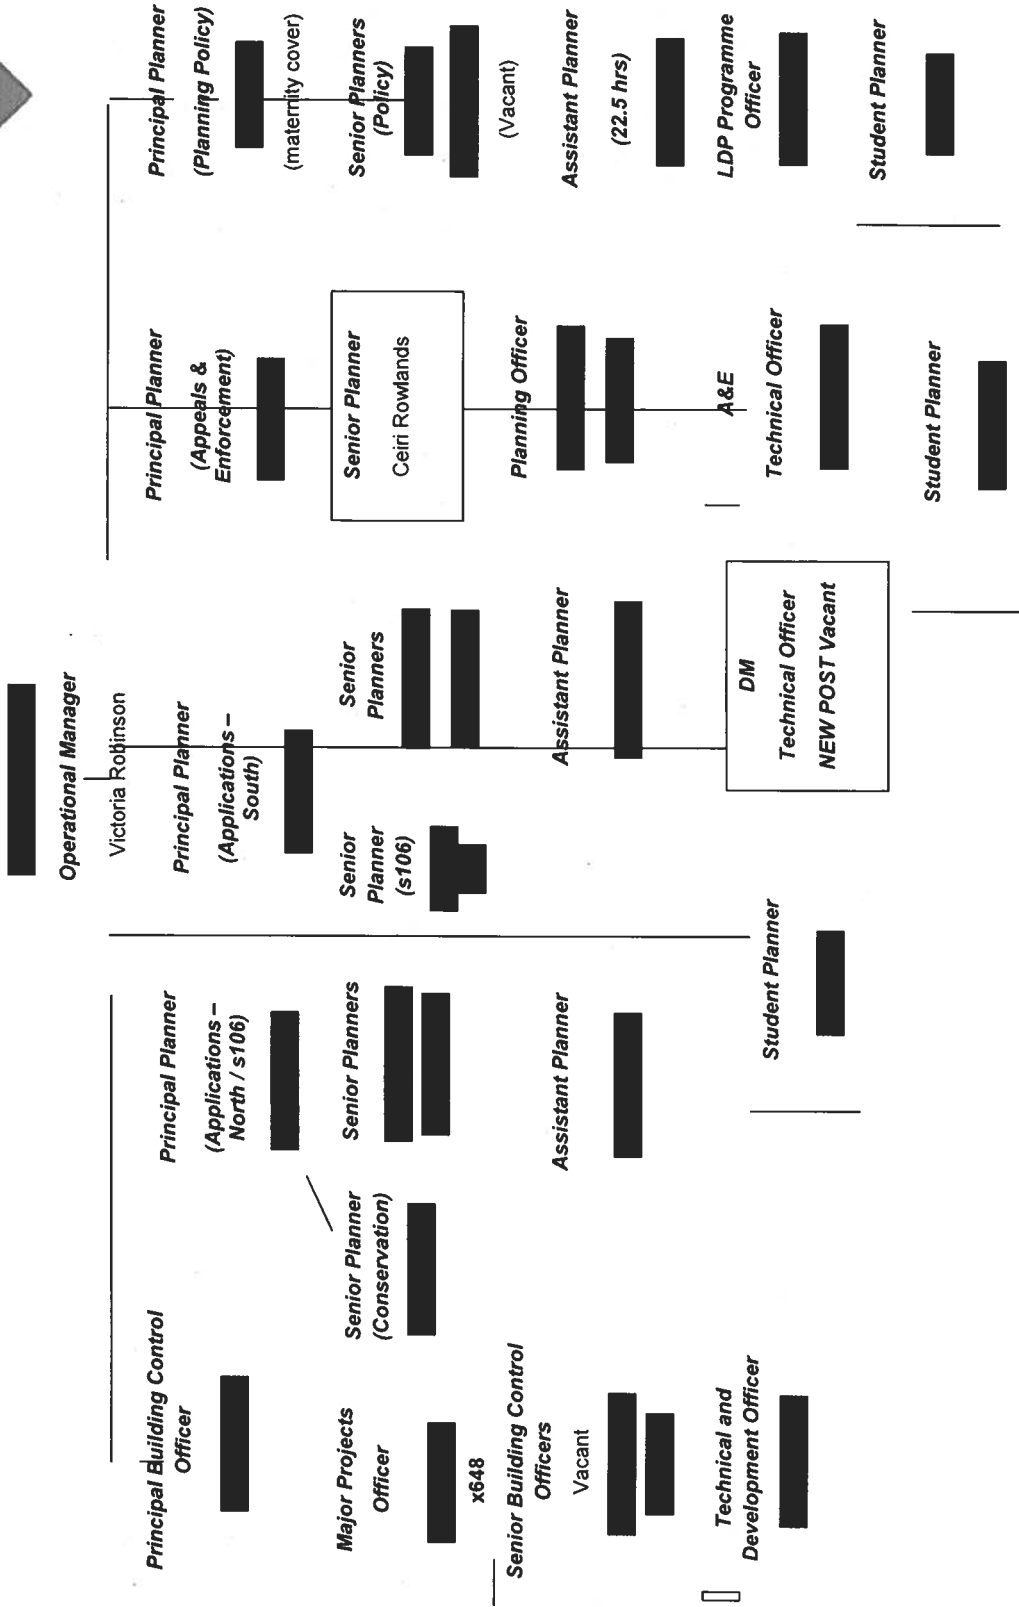 Operational Manager
Victoria Robinson
Principal Building Control
Officer
Major Projects
Officer
x648
Senior Building Control
Officers
Vacant
Technical and
Development Officer
Principal Planner
(Applications –
North / s106)
Senior Planner
(Conservation)
Senior Planners
Assistant Planner
Student Planner
Principal Planner
(Applications –
South)
Senior
Planner
(s106)
Senior
Planners
Assistant Planner
DM
Technical Officer
NEW POST Vacant
Student Planner
Principal Planner
(Appeals &
Enforcement)
Senior Planner
Ceiri Rowlands
Planning Officer
A&E
Technical Officer
Principal Planner
(Planning Policy)
(maternity cover)
Senior Planners
(Policy)
(Vacant)
Assistant Planner
(22.5 hrs)
LDP Programme
Officer
Student Planner